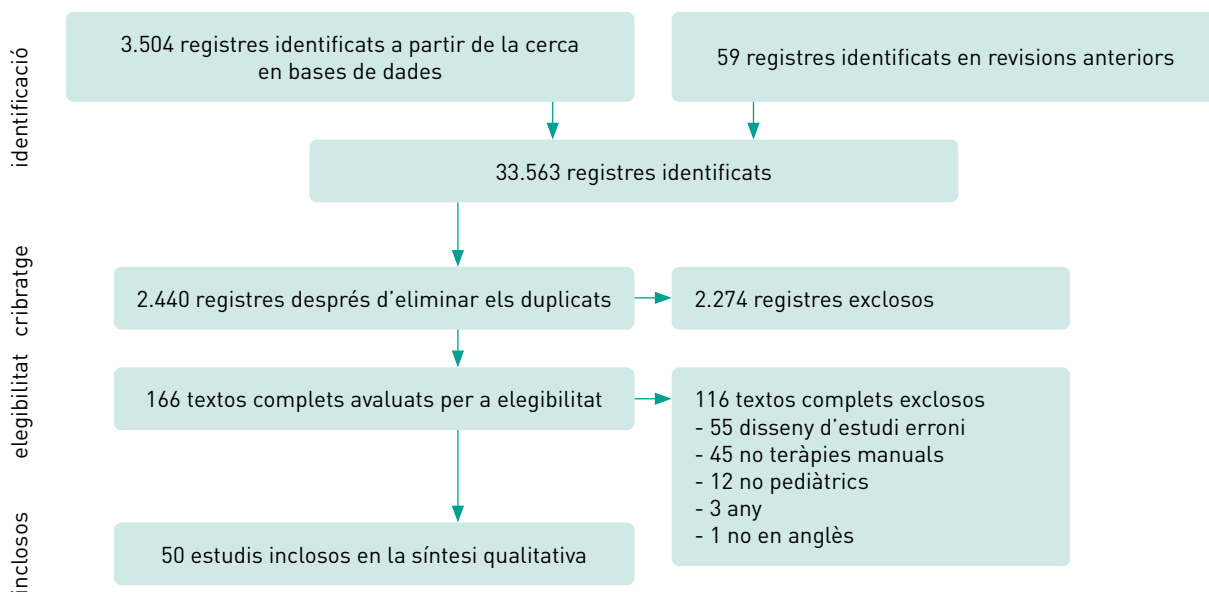 identificació
3.504 registres identificats a partir de la cerca
en bases de dades
59 registres identificats en revisions anteriors
33.563 registres identificats
cribratge
2.440 registres després d’eliminar els duplicats
2.274 registres exclosos
elegibilitat
166 textos complets avaluats per a elegibilitat
116 textos complets exclosos
- 55 disseny d’estudi erroni
- 45 no teràpies manuals
- 12 no pediàtrics
- 3 any
- 1 no en anglès
inclosos
50 estudis inclosos en la síntesi qualitativa